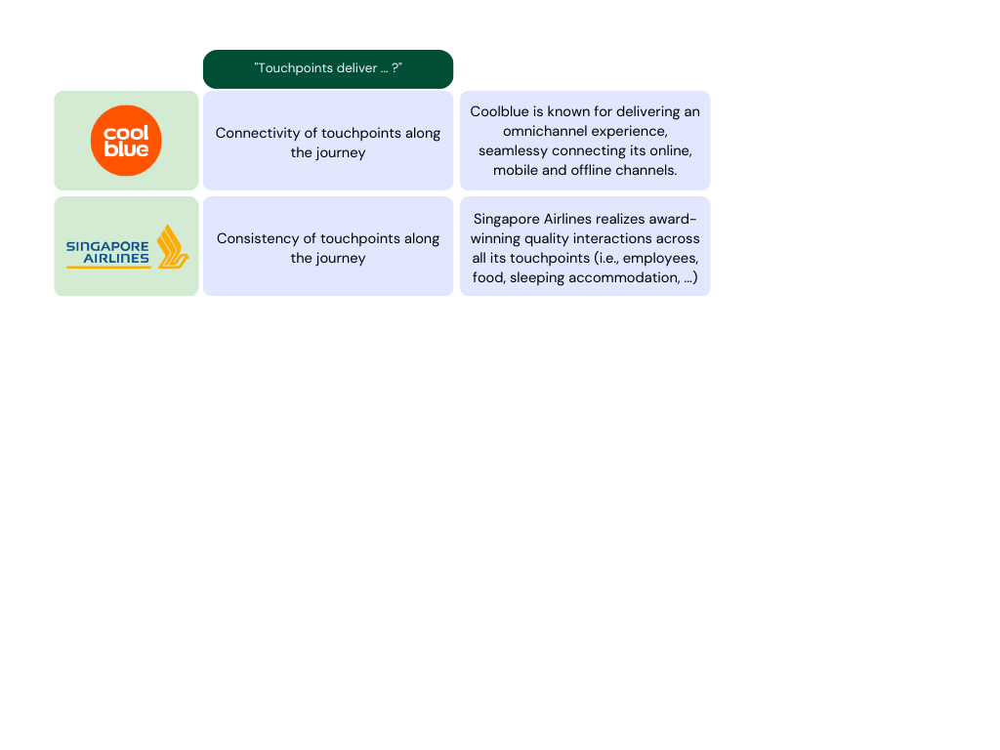 "Touchpoints deliver ... ?"
cool
blue
Connectivity of touchpoints along
the journey
Coolblue is known for delivering an
omnichannel experience,
seamlessy connecting its online,
mobile and offline channels.
SINGAPORE
AIRLINES
Consistency of touchpoints along
the journey
Singapore Airlines realizes award-
winning quality interactions across
all its touchpoints (i.e., employees,
food, sleeping accommodation, ...)